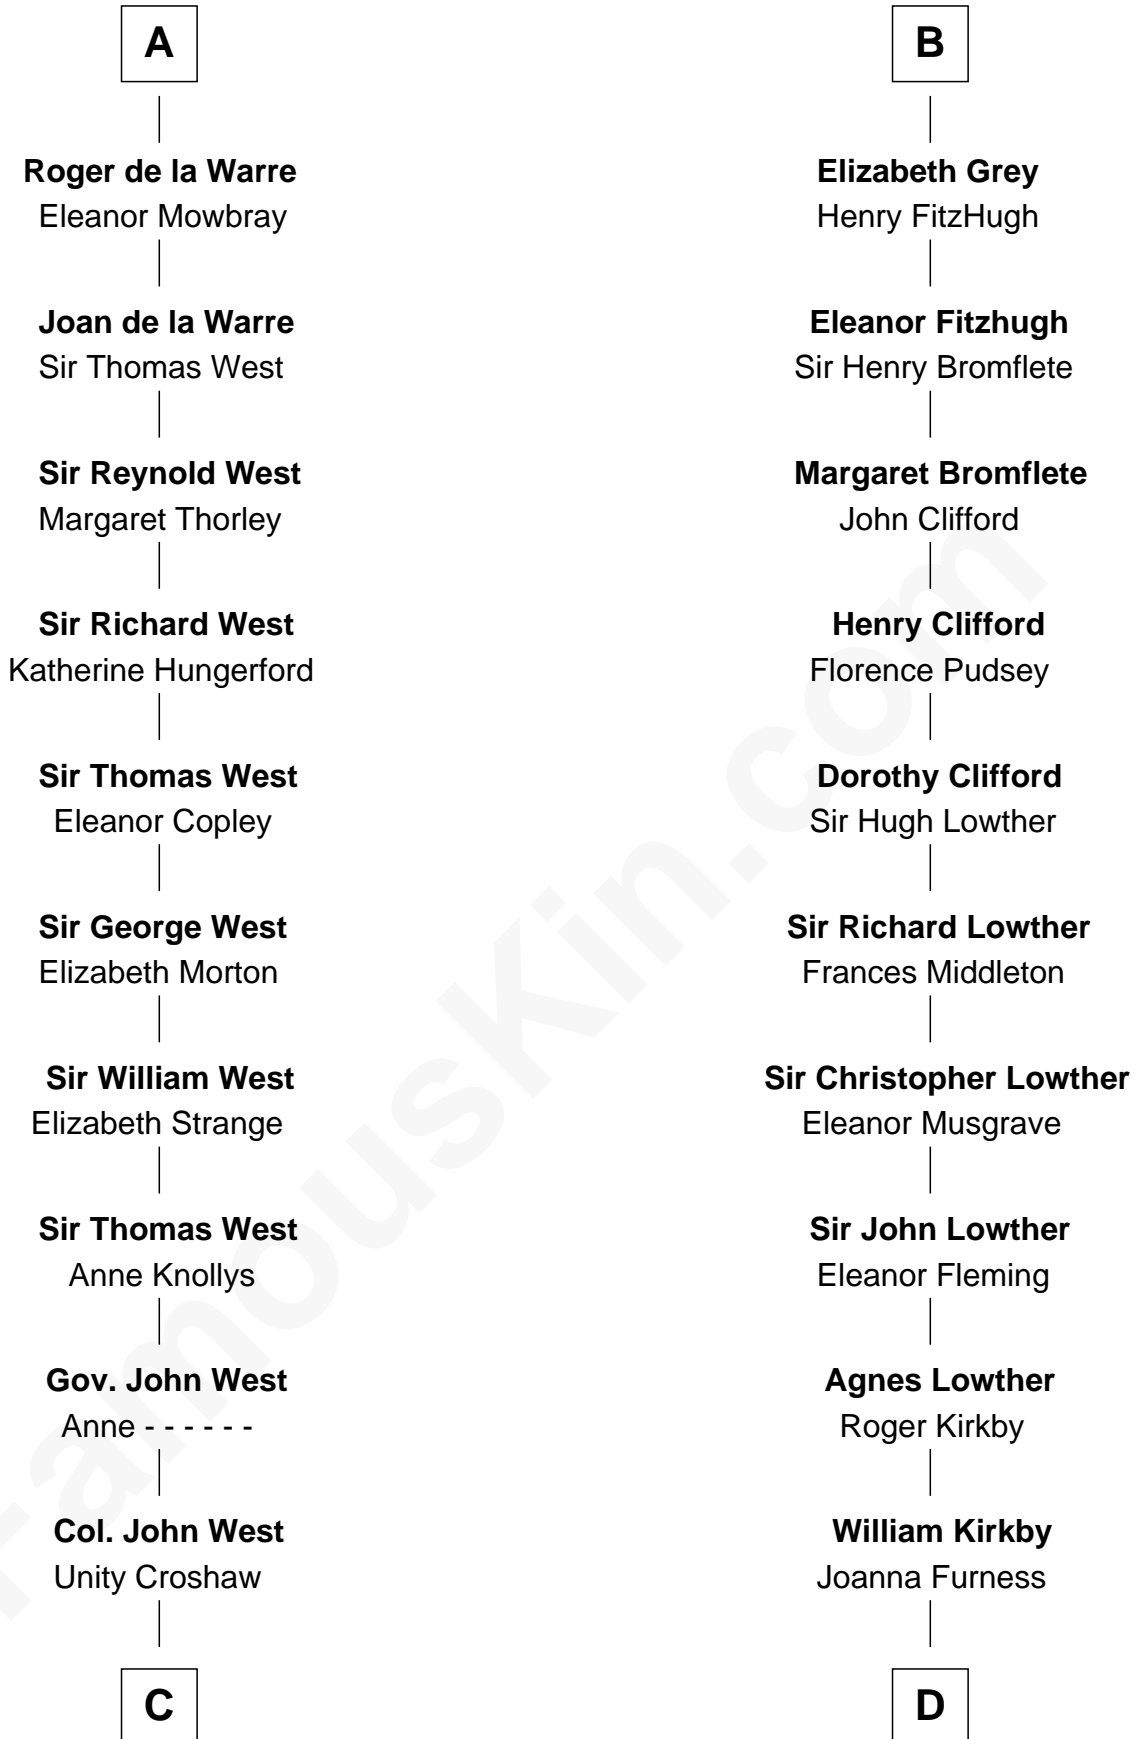 A
Roger de la Warre
Eleanor Mowbray
Joan de la Warre
Sir Thomas West
Sir Reynold West
Margaret Thorley
Sir Richard West
Katherine Hungerford
Sir Thomas West
Eleanor Copley
Sir George West
Elizabeth Morton
Sir William West
Elizabeth Strange
Sir Thomas West
Anne Knollys
Gov. John West
Anne - - - - - -
Col. John West
Unity Croshaw
C
B
Elizabeth Grey
Henry FitzHugh
Eleanor Fitzhugh
Sir Henry Bromflete
Margaret Bromflete
John Clifford
Henry Clifford
Florence Pudsey
Dorothy Clifford
Sir Hugh Lowther
Sir Richard Lowther
Frances Middleton
Sir Christopher Lowther
Eleanor Musgrave
Sir John Lowther
Eleanor Fleming
Agnes Lowther
Roger Kirkby
William Kirkby
Joanna Furness
D
FamousKin.com